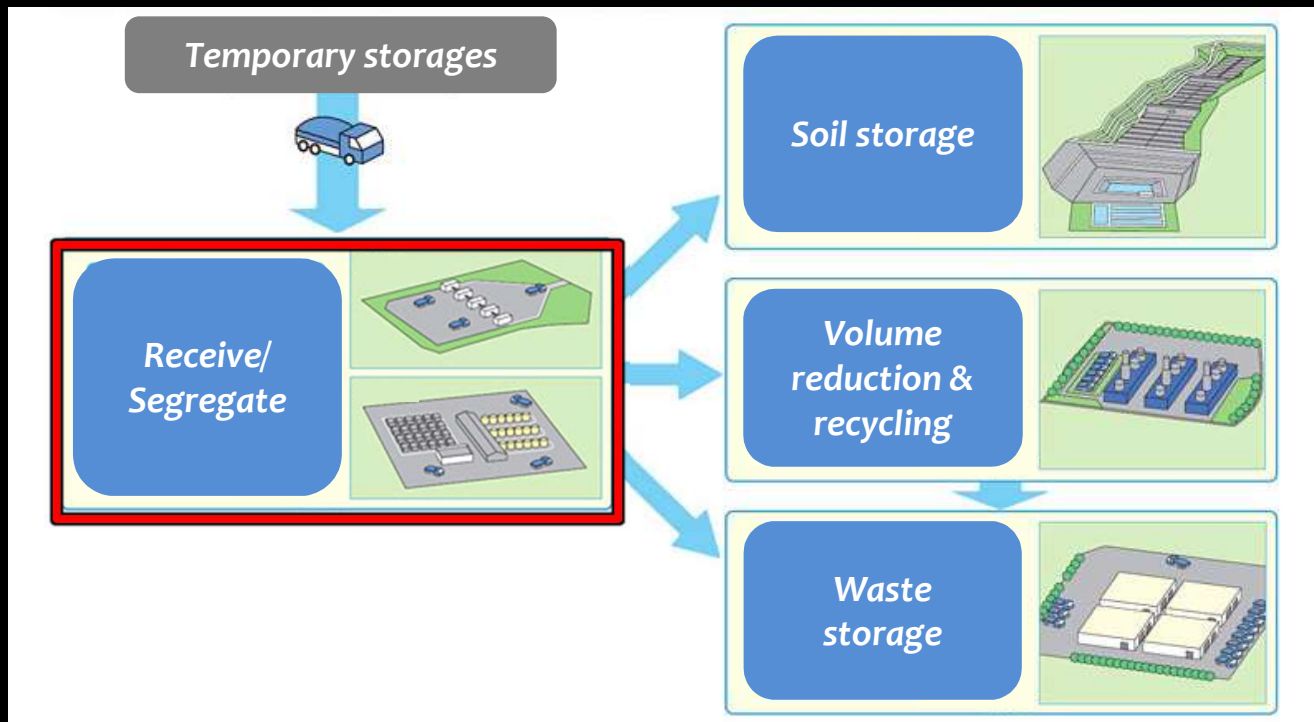 Temporary storages
Receive/
Segregate
Soil storage
Volume
reduction &
recycling
Waste
storage